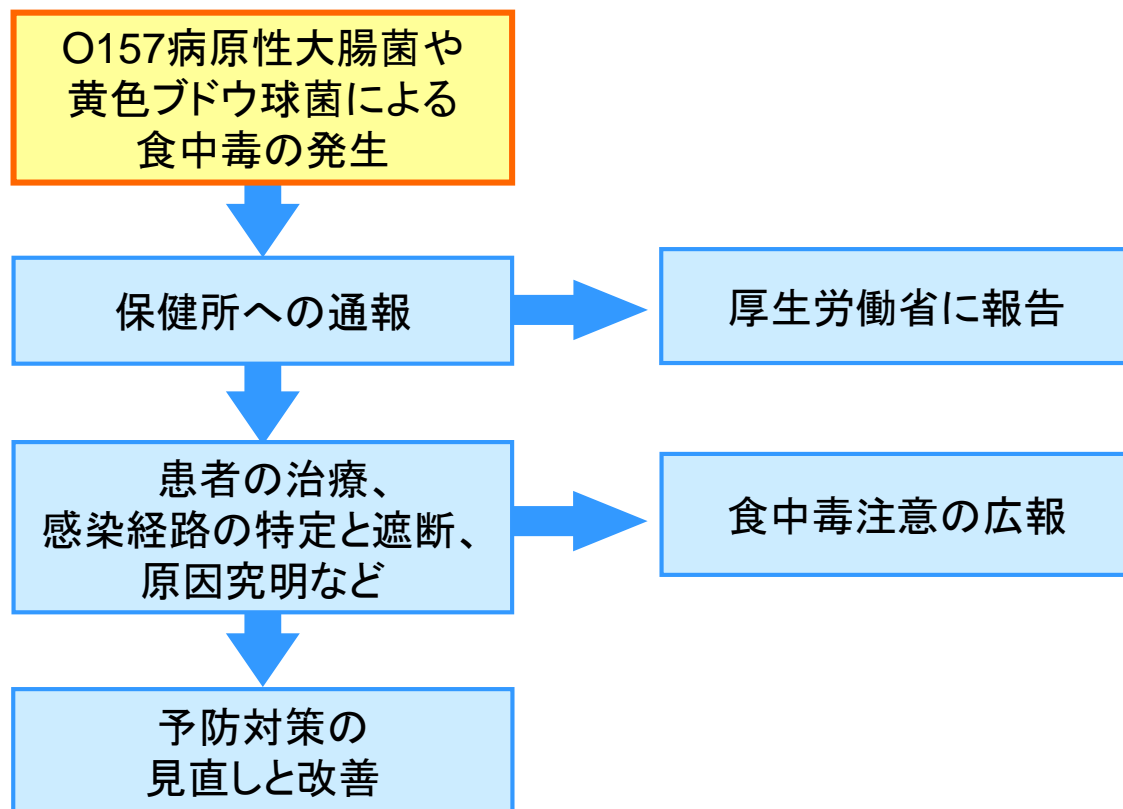 O157病原性大腸菌や
黄色ブドウ球菌による
食中毒の発生
保健所への通報
厚生労働省に報告
患者の治療、
感染経路の特定と遮断、
原因究明など
食中毒注意の広報
予防対策の
見直しと改善